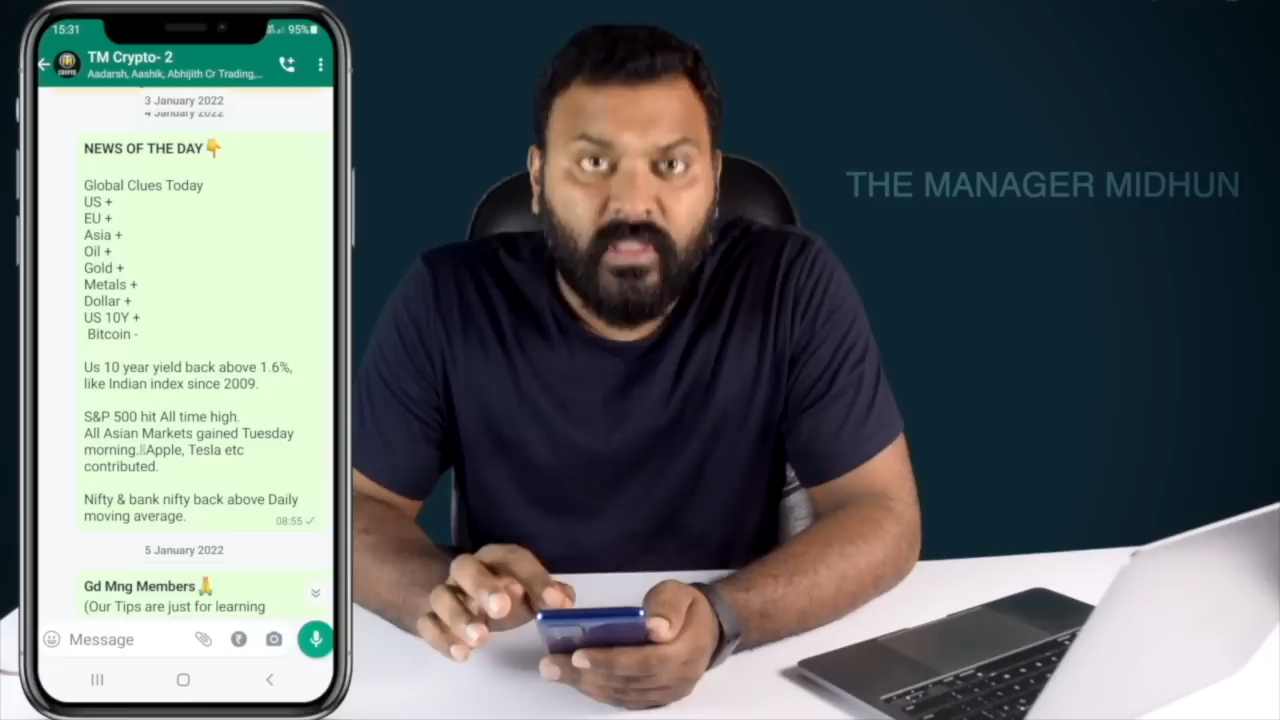 15:31
95%
TM Crypto- 2
Aadarsh, Aashik, Abhijith Cr Trading,...
3 January 2022
4 January 2022
NEWS OF THE DAY👇
Global Clues Today
US +
EU +
Asia +
Oil +
Gold +
Metals +
Dollar +
US 10Y +
Bitcoin -
Us 10 year yield back above 1.6%,
like Indian index since 2009.
S&P 500 hit All time high.
All Asian Markets gained Tuesday
morning.Apple, Tesla etc
contributed.
Nifty & bank nifty back above Daily
moving average.
08:55
5 January 2022
Gd Mng Members🙏
(Our Tips are just for learning
Message
THE MANAGER MIDHUN